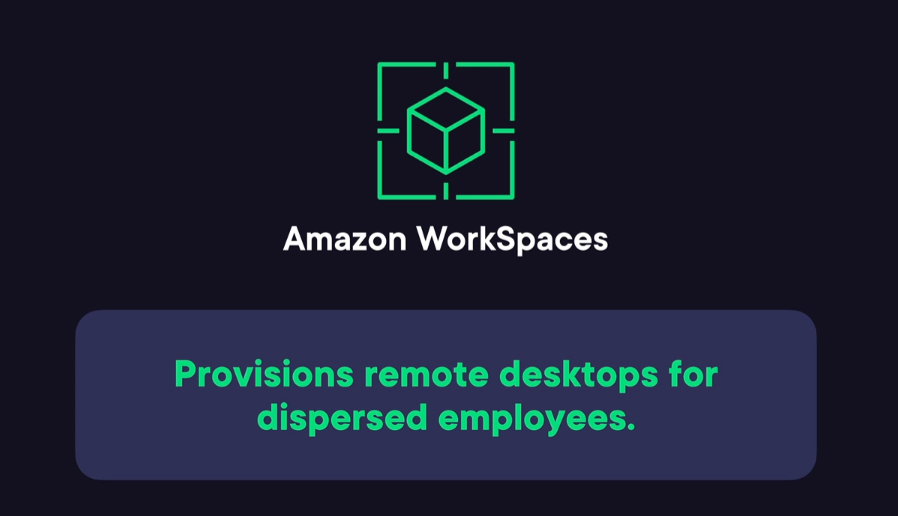 Amazon WorkSpaces
Provisions remote desktops for
dispersed employees.